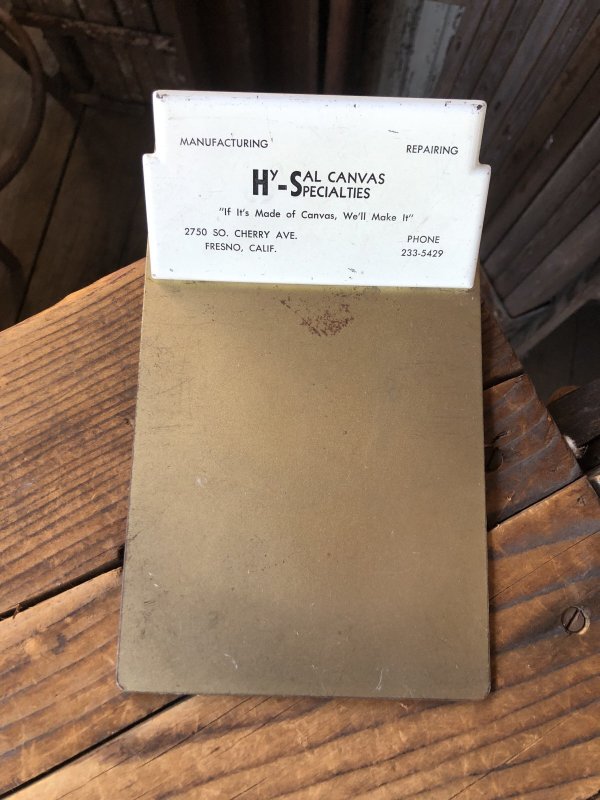 MANUFACTURING REPAIRING
Hy-SAL CANVAS
SPECIALTIES
"If It's Made of Canvas, We'll Make It"
2750 SO. CHERRY AVE. PHONE
FRESNO, CALIF. 233-5429